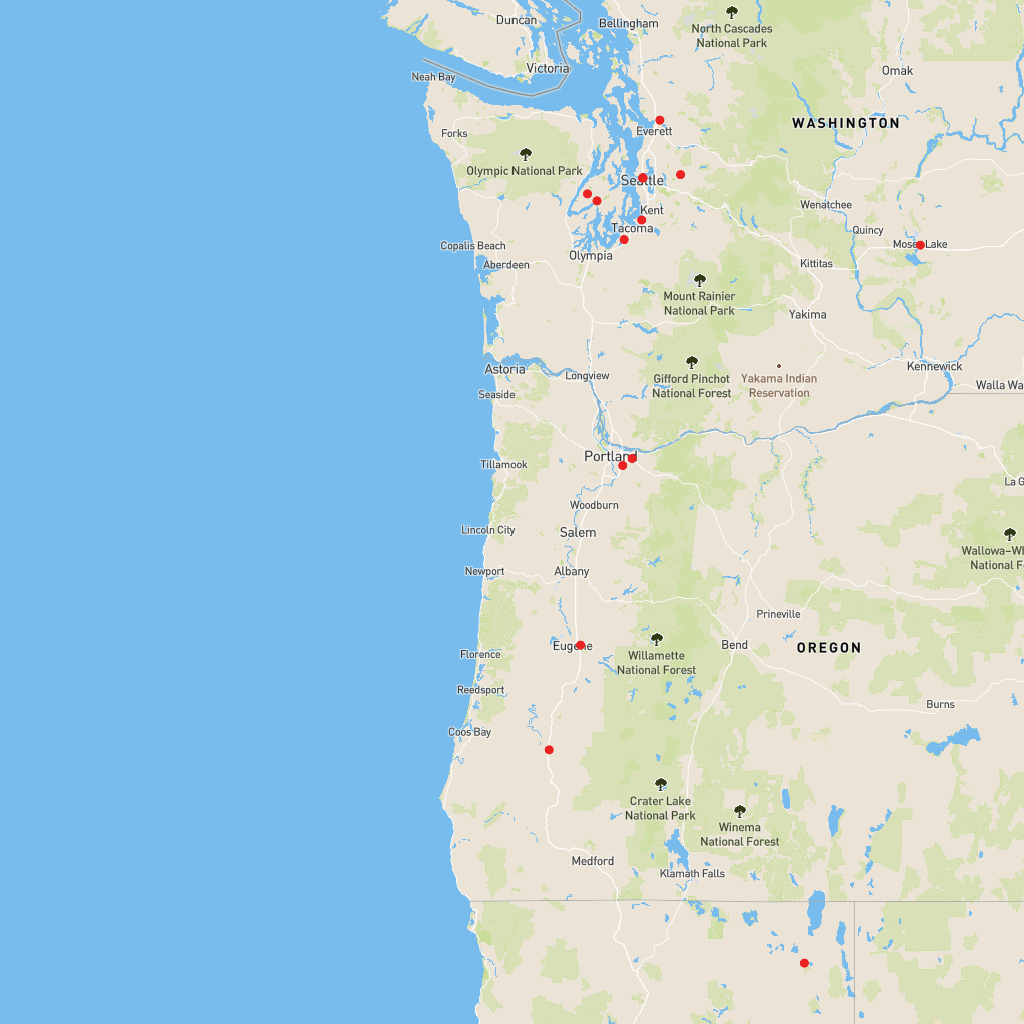 Duncan
Bellingham
North Cascades
National Park
Victoria
Neah Bay
Omak
WASHINGTON
Everett
Forks
Olympic National Park
Seattle
Wenatchee
Kent
Tacoma
Quincy
Moses Lake
Copalis Beach
Olympia
Aberdeen
Kittitas
Mount Rainier
National Park
Yakima
Astoria
Longview
Gifford Pinchot
National Forest
Yakama Indian
Reservation
Kennewick
Walla Wa
Seaside
Portland
Tillamook
La G
Woodburn
Lincoln City
Salem
Wallowa-Wh
National F
Newport
Albany
Prineville
Eugene
Florence
Willamette
National Forest
Bend
OREGON
Reedsport
Burns
Coos Bay
Crater Lake
National Park
Winema
National Forest
Medford
Klamath Falls